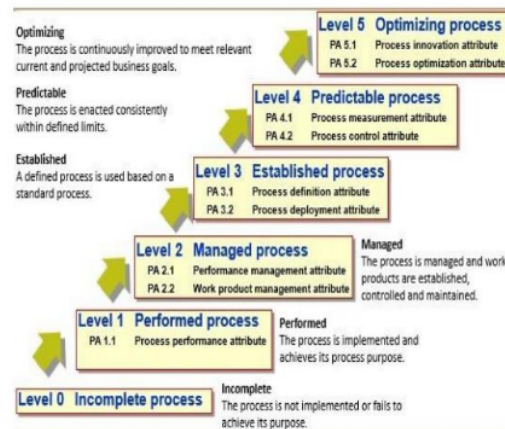 Optimizing
The process is continuously improved to meet relevant
current and projected business goals.
Level 5 Optimizing process
PA 5.1 Process innovation attribute
PA 5.2 Process optimization attribute
Predictable
The process is enacted consistently
within defined limits.
Level 4 Predictable process
PA 4.1 Process measurement attribute
PA 4.2 Process control attribute
Established
A defined process is used based on a
standard process.
Level 3 Established process
PA 3.1 Process definition attribute
PA 3.2 Process deployment attribute
Level 2 Managed process
PA 2.1 Performance management attribute
PA 2.2 Work product management attribute
Managed
The process is managed and work
products are established,
controlled and maintained.
Level 1 Performed process
PA 1.1 Process performance attribute
Performed
The process is implemented and
achieves its process purpose.
Level 0 Incomplete process
Incomplete
The process is not implemented or fails to
achieve its purpose.